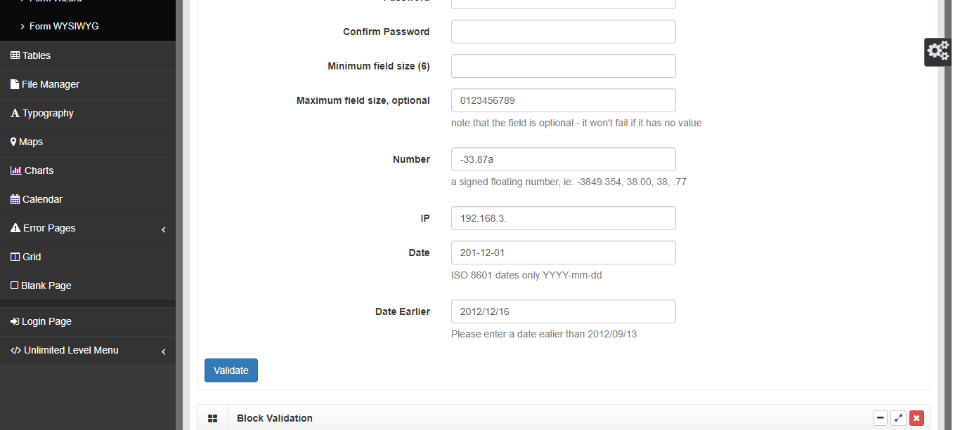 Form WYSIWYG
Tables
File Manager
Typography
Maps
Charts
Calendar
Error Pages
Grid
Blank Page
Login Page
Unlimited Level Menu
Confirm Password
Minimum field size (6)
Maximum field size, optional
0123456789
note that the field is optional - it won't fail if it has no value
Number
-33.87a
a signed floating number, ie: -3849.354, 38.00, 38, .77
IP
192.168.3.
Date
201-12-01
ISO 8601 dates only YYYY-mm-dd
Date Earlier
2012/12/16
Please enter a date ealier than 2012/09/13
Validate
Block Validation